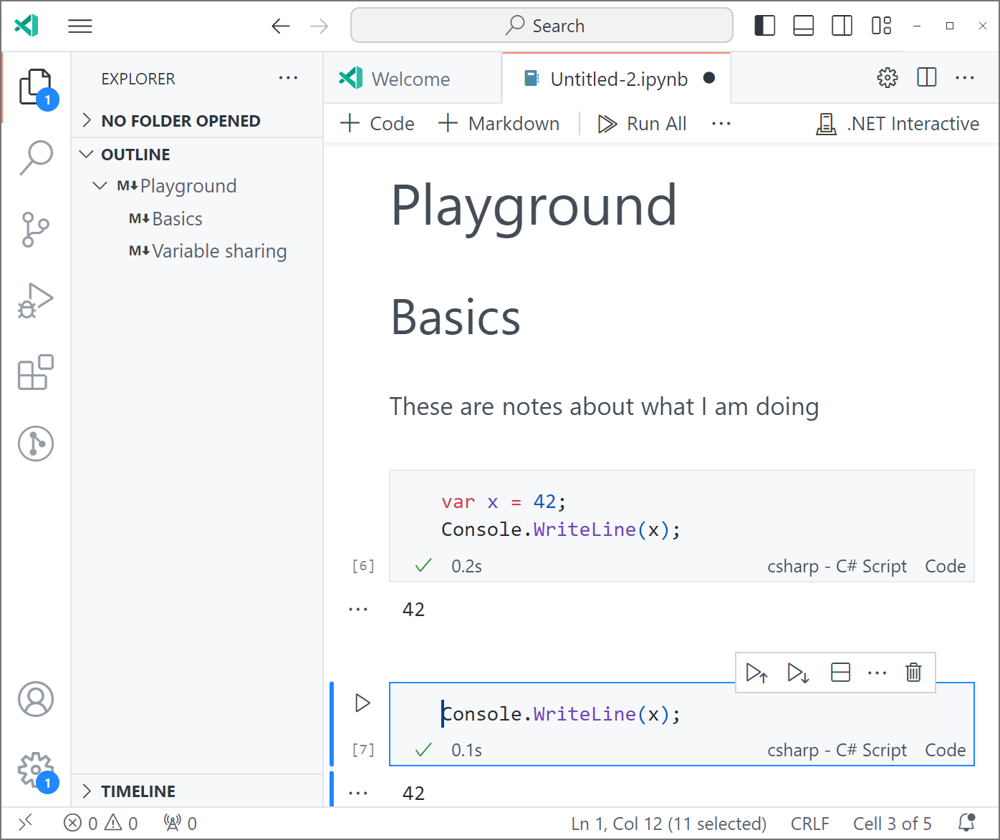 Search
EXPLORER
1
NO FOLDER OPENED
OUTLINE
M↓ Playground
M↓ Basics
M↓ Variable sharing
TIMELINE
1
Welcome
Untitled-2.ipynb
Code
Markdown
Run All
.NET Interactive
Playground
Basics
These are notes about what I am doing
var x = 42;
Console.WriteLine(x);
[6] 0.2s csharp - C# Script Code
42
Console.WriteLine(x);
[7] 0.1s csharp - C# Script Code
42
0 0 0 Ln 1, Col 12 (11 selected) CRLF Cell 3 of 5